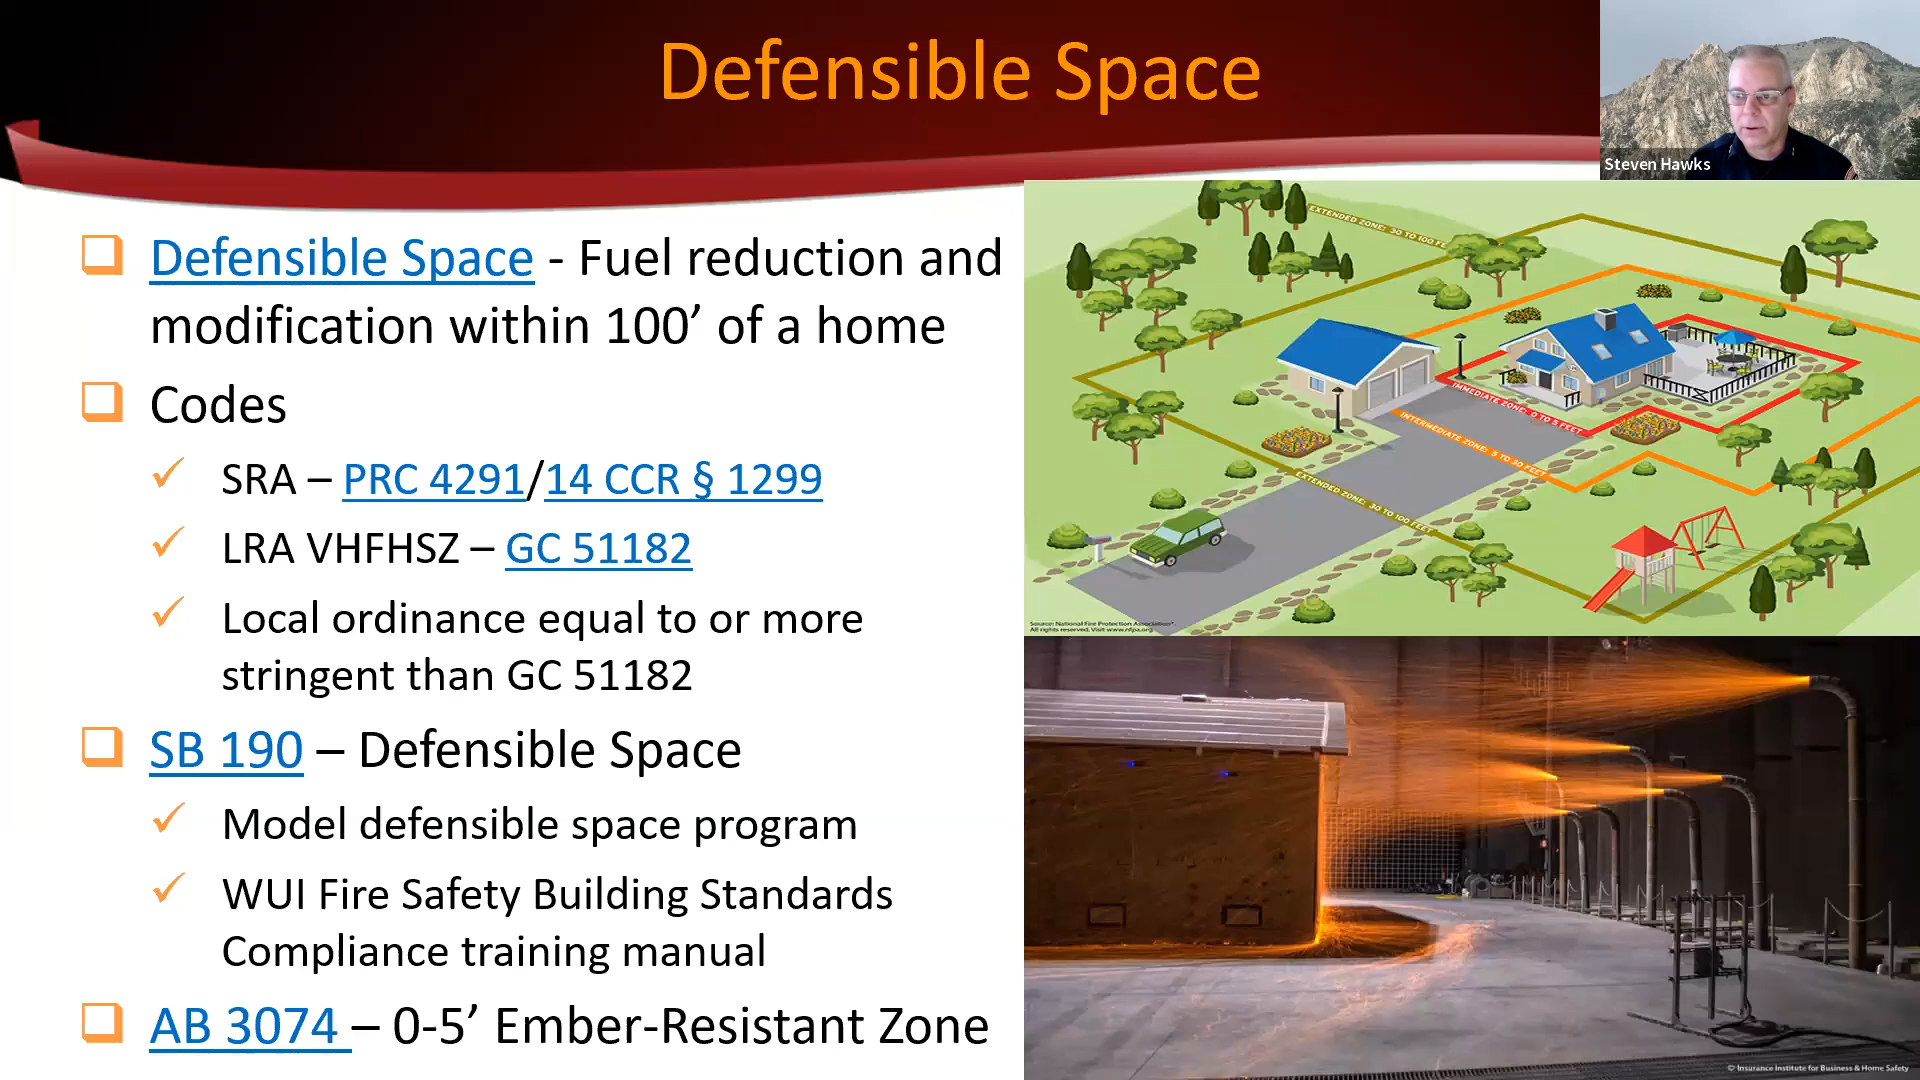 Defensible Space
Steven Hawks
Defensible Space - Fuel reduction and
modification within 100’ of a home
Codes
SRA – PRC 4291/14 CCR § 1299
LRA VHFHSZ – GC 51182
Local ordinance equal to or more
stringent than GC 51182
SB 190 – Defensible Space
Model defensible space program
WUI Fire Safety Building Standards
Compliance training manual
AB 3074 – 0-5’ Ember-Resistant Zone
EXTENDED ZONE: 30 TO 100 FE
IMMEDIATE ZONE: 0 TO 5 FEET
INTERMEDIATE ZONE: 5 TO 30 FEET
EXTENDED ZONE: 30 TO 100 FEET
Source: National Fire Protection Association®.
All rights reserved. Visit www.nfpa.org
© Insurance Institute for Business & Home Safety